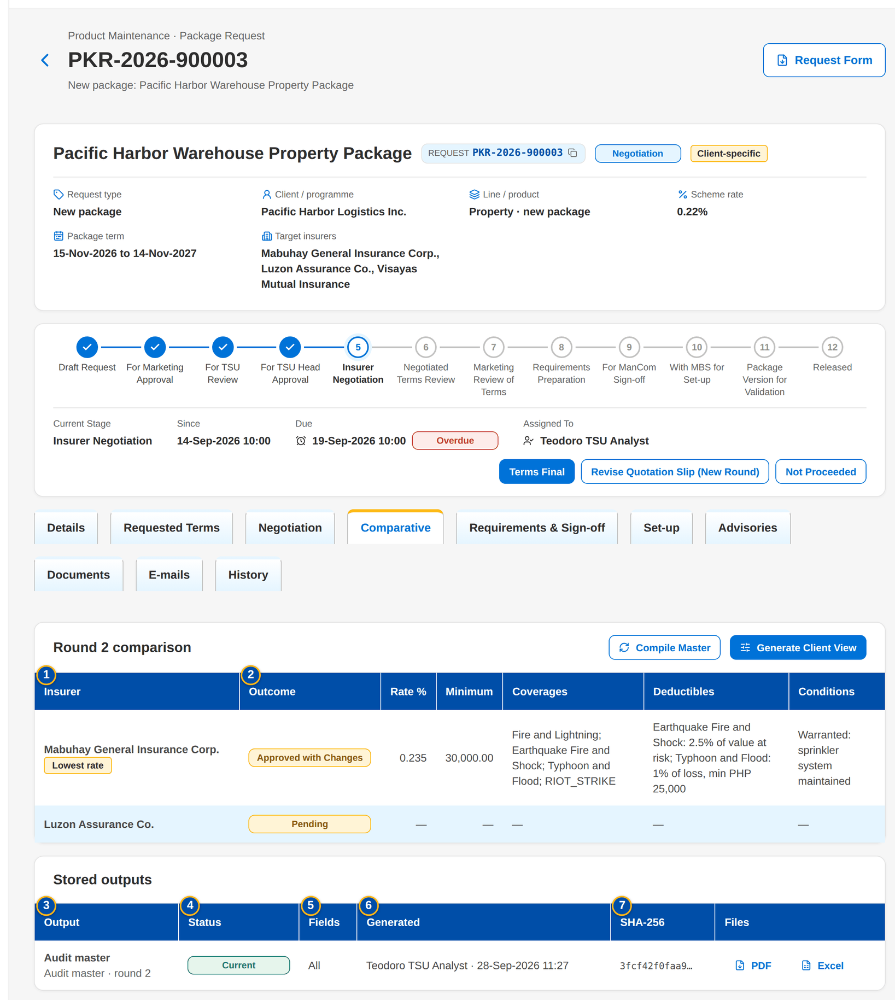 Product Maintenance · Package Request
PKR-2026-900003
New package: Pacific Harbor Warehouse Property Package
Request Form
Pacific Harbor Warehouse Property Package
REQUEST PKR-2026-900003
Negotiation
Client-specific
Request type
New package
Client / programme
Pacific Harbor Logistics Inc.
Line / product
Property · new package
Scheme rate
0.22%
Package term
15-Nov-2026 to 14-Nov-2027
Target insurers
Mabuhay General Insurance Corp.,
Luzon Assurance Co., Visayas
Mutual Insurance
Draft Request
For Marketing
Approval
For TSU
Review
For TSU Head
Approval
5
Insurer
Negotiation
6
Negotiated
Terms Review
7
Marketing
Review of
Terms
8
Requirements
Preparation
9
For ManCom
Sign-off
10
With MBS for
Set-up
11
Package
Version for
Validation
12
Released
Current Stage
Insurer Negotiation
Since
14-Sep-2026 10:00
Due
19-Sep-2026 10:00
Overdue
Assigned To
Teodoro TSU Analyst
Terms Final
Revise Quotation Slip (New Round)
Not Proceeded
Details
Requested Terms
Negotiation
Comparative
Requirements & Sign-off
Set-up
Advisories
Documents
E-mails
History
Round 2 comparison
Compile Master
Generate Client View
1
Insurer
2
Outcome
Rate %
Minimum
Coverages
Deductibles
Conditions
Mabuhay General Insurance Corp.
Lowest rate
Approved with Changes
0.235
30,000.00
Fire and Lightning;
Earthquake Fire and
Shock; Typhoon and
Flood; RIOT_STRIKE
Earthquake Fire and
Shock: 2.5% of value at
risk; Typhoon and Flood:
1% of loss, min PHP
25,000
Warranted:
sprinkler
system
maintained
Luzon Assurance Co.
Pending
—
—
—
—
—
Stored outputs
3
Output
4
Status
5
Fields
6
Generated
7
SHA-256
Files
Audit master
Audit master · round 2
Current
All
Teodoro TSU Analyst · 28-Sep-2026 11:27
3fcf42f0faa9…
PDF
Excel